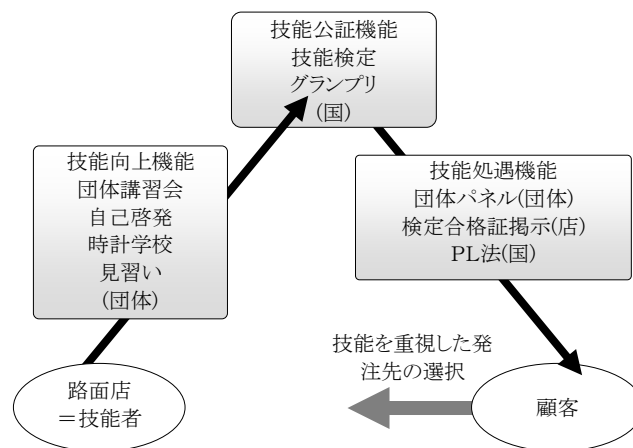 技能公証機能
技能検定
グランプリ
(国)
技能向上機能
団体講習会
自己啓発
時計学校
見習い
(団体)
技能処遇機能
団体パネル(団体)
検定合格証掲示(店)
PL法(国)
技能を重視した発
注先の選択
路面店
＝技能者
顧客